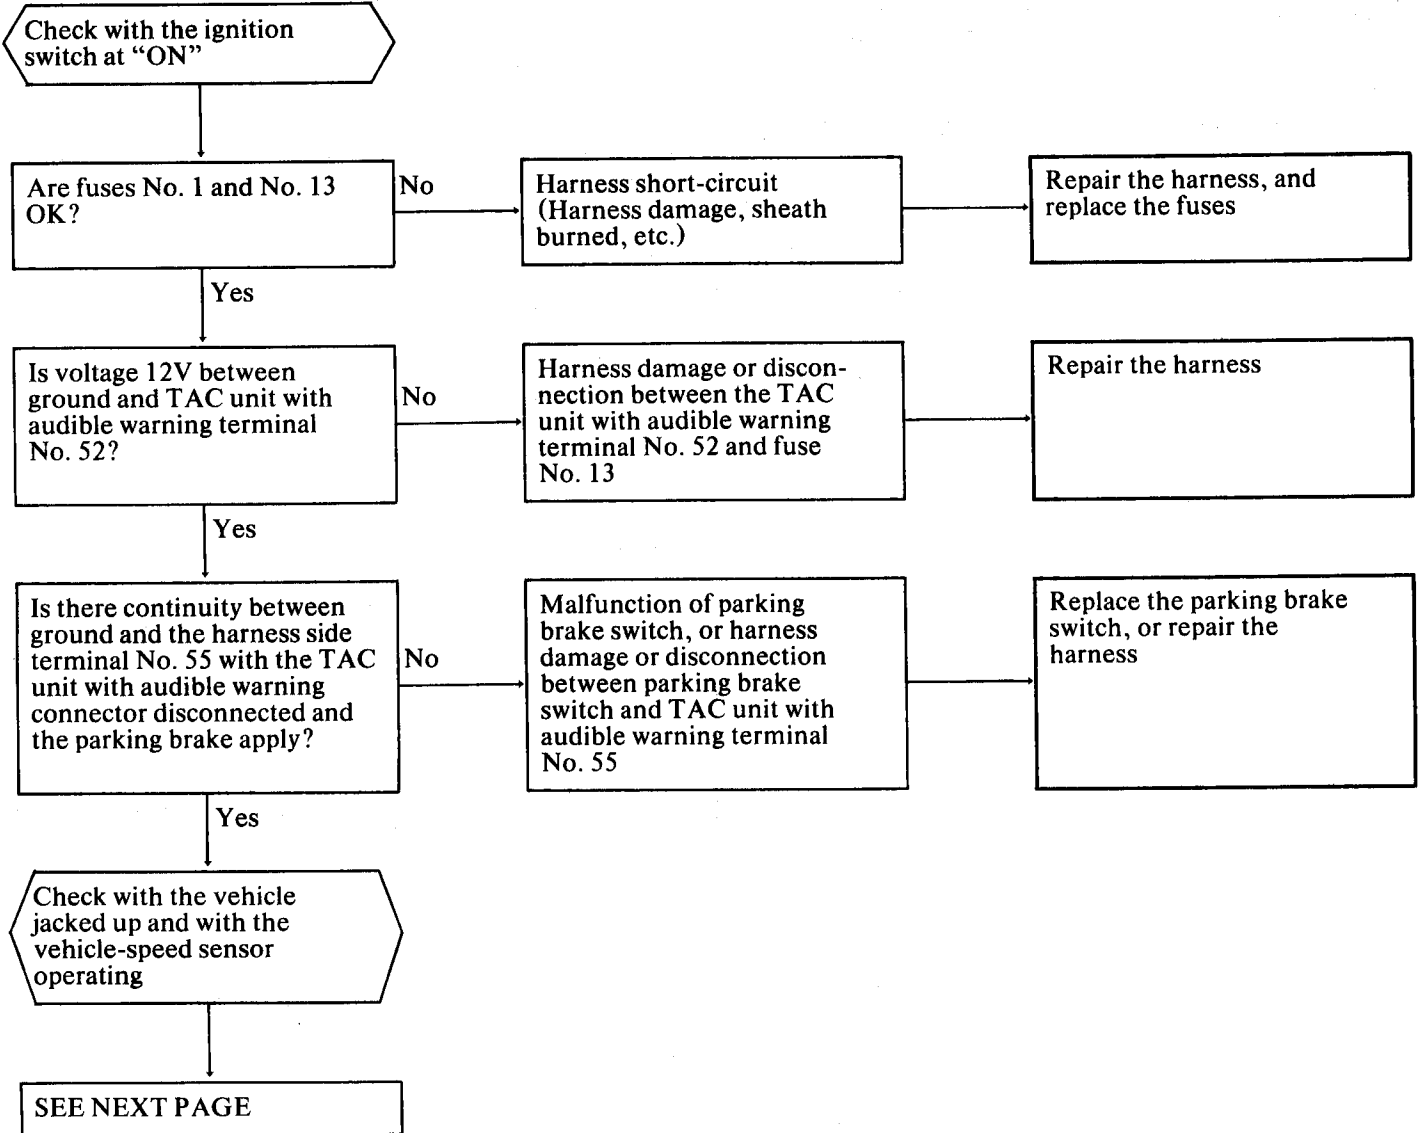 Check with the ignition
switch at “ON”
Are fuses No. 1 and No. 13
OK?
No
Harness short-circuit
(Harness damage, sheath
burned, etc.)
Repair the harness, and
replace the fuses
Yes
Is voltage 12V between
ground and TAC unit with
audible warning terminal
No. 52?
No
Harness damage or discon-
nection between the TAC
unit with audible warning
terminal No. 52 and fuse
No. 13
Repair the harness
Yes
Is there continuity between
ground and the harness side
terminal No. 55 with the TAC
unit with audible warning
connector disconnected and
the parking brake apply?
No
Malfunction of parking
brake switch, or harness
damage or disconnection
between parking brake
switch and TAC unit with
audible warning terminal
No. 55
Replace the parking brake
switch, or repair the
harness
Yes
Check with the vehicle
jacked up and with the
vehicle-speed sensor
operating
SEE NEXT PAGE